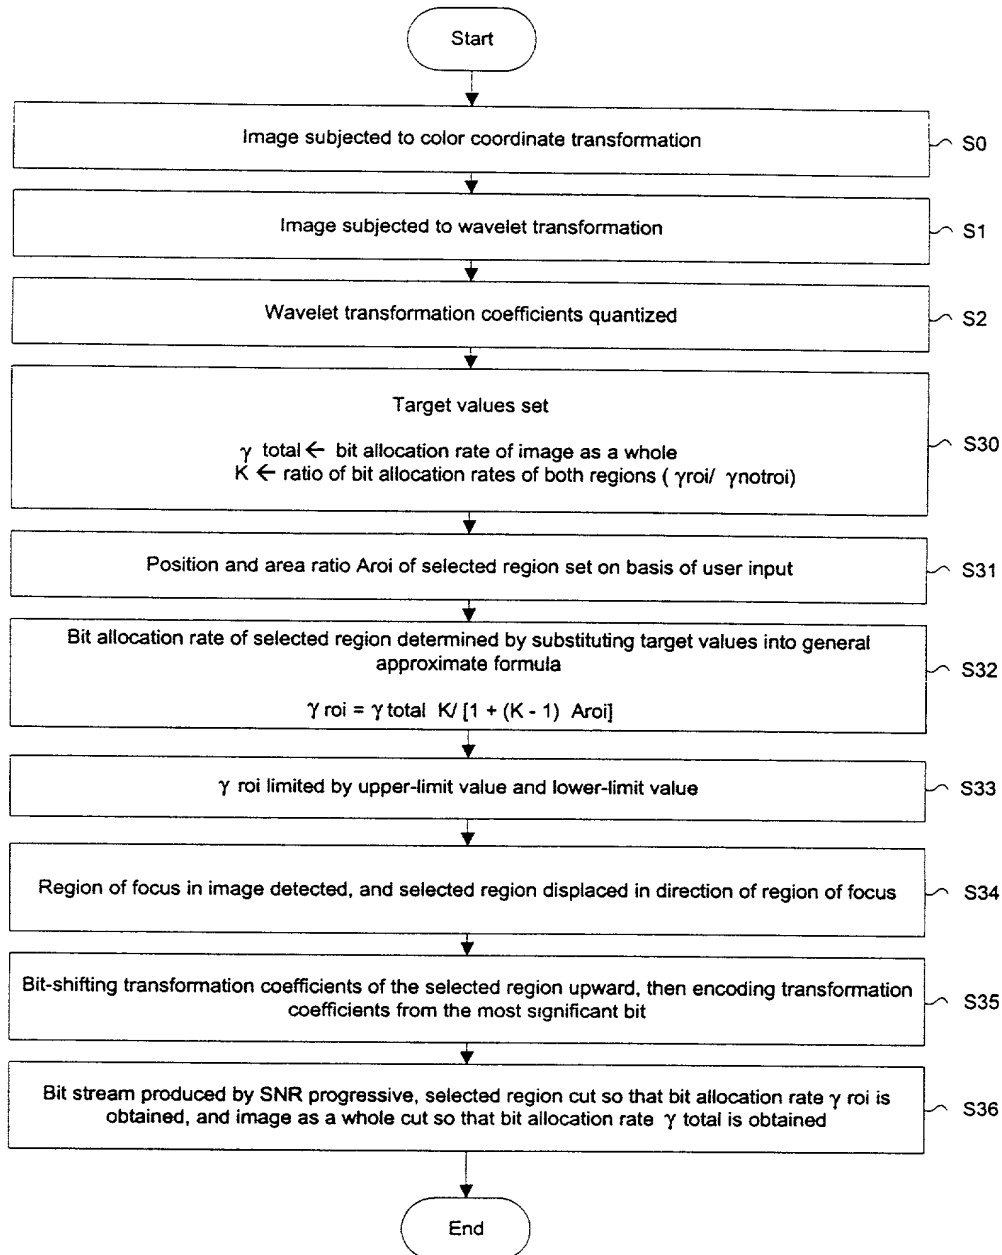 Start
Image subjected to color coordinate transformation
S0
Image subjected to wavelet transformation
S1
Wavelet transformation coefficients quantized
S2
Target values set
γ total ← bit allocation rate of image as a whole
K ← ratio of bit allocation rates of both regions ( γroi/ γnotroi)
S30
Position and area ratio Aroi of selected region set on basis of user input
S31
Bit allocation rate of selected region determined by substituting target values into general
approximate formula
γ roi = γ total K/ [1 + (K - 1) Aroi]
S32
γ roi limited by upper-limit value and lower-limit value
S33
Region of focus in image detected, and selected region displaced in direction of region of focus
S34
Bit-shifting transformation coefficients of the selected region upward, then encoding transformation
coefficients from the most significant bit
S35
Bit stream produced by SNR progressive, selected region cut so that bit allocation rate γ roi is
obtained, and image as a whole cut so that bit allocation rate γ total is obtained
S36
End